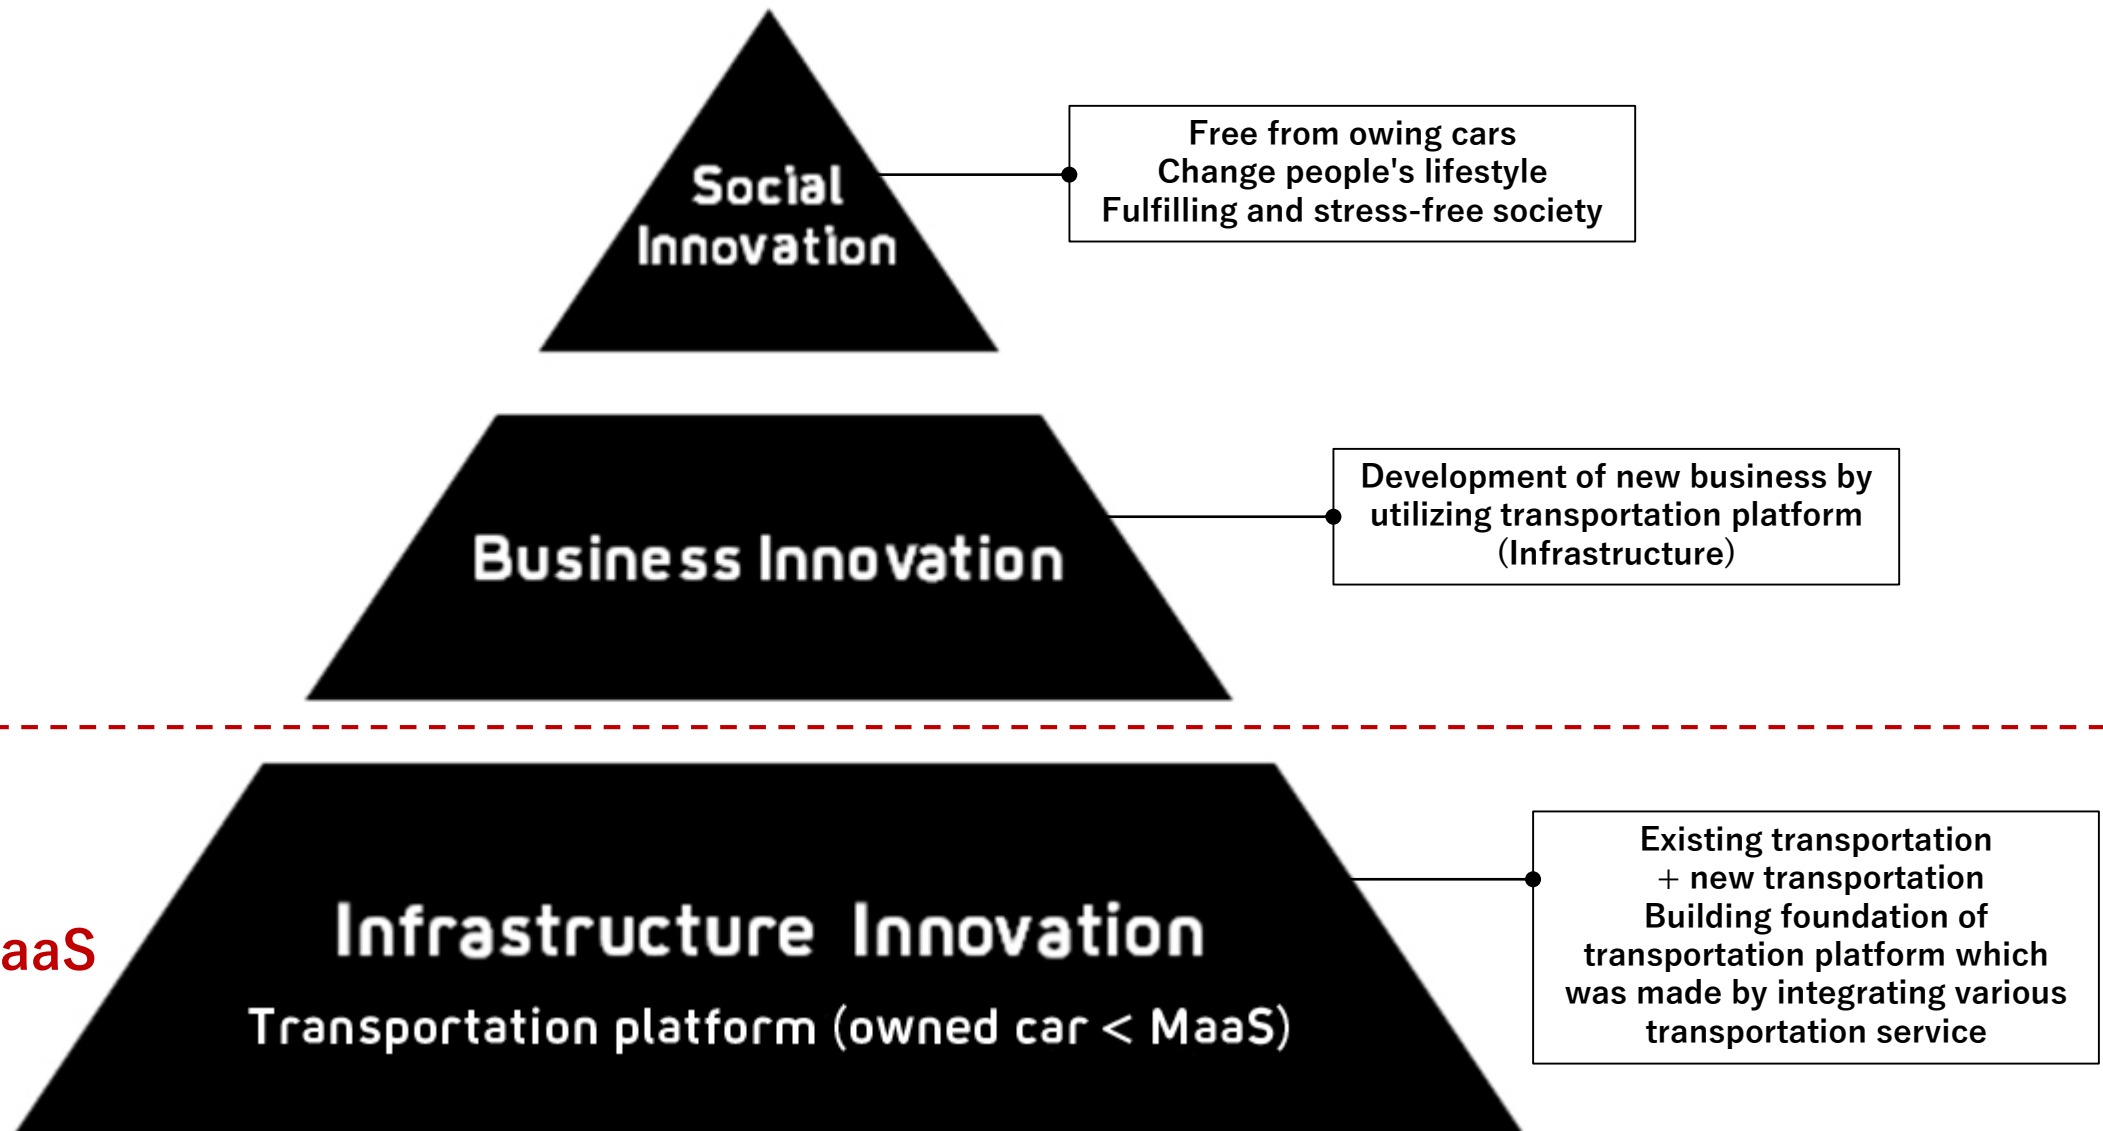 Social
Innovation
Free from owing cars
Change people's lifestyle
Fulfilling and stress-free society
Business Innovation
Development of new business by
utilizing transportation platform
(Infrastructure)
Infrastructure Innovation
Transportation platform (owned car < MaaS)
aaS
Existing transportation
+ new transportation
Building foundation of
transportation platform which
was made by integrating various
transportation service